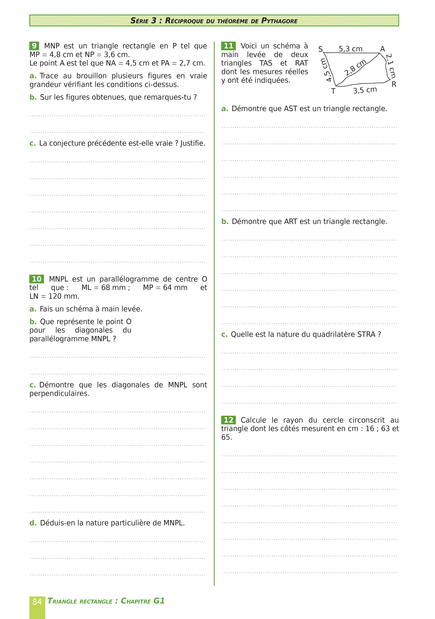 SÉRIE 3 : RÉCIPROQUE DU THÉORÈME DE PYTHAGORE
9 MNP est un triangle rectangle en P tel que
MP = 4,8 cm et NP = 3,6 cm.
Le point A est tel que NA = 4,5 cm et PA = 2,7 cm.
a. Trace au brouillon plusieurs figures en vraie
grandeur vérifiant les conditions ci-dessus.
b. Sur les figures obtenues, que remarques-tu ?
c. La conjecture précédente est-elle vraie ? Justifie.
10 MNPL est un parallélogramme de centre O
tel que : ML = 68 mm ; MP = 64 mm et
LN = 120 mm.
a. Fais un schéma à main levée.
b. Que représente le point O
pour les diagonales du
parallélogramme MNPL ?
c. Démontre que les diagonales de MNPL sont
perpendiculaires.
d. Déduis-en la nature particulière de MNPL.
11 Voici un schéma à
main levée de deux
triangles TAS et RAT
dont les mesures réelles
y ont été indiquées.
S 5,3 cm A
4,5 cm 2,8 cm 2,1 cm
R
T 3,5 cm
a. Démontre que AST est un triangle rectangle.
b. Démontre que ART est un triangle rectangle.
c. Quelle est la nature du quadrilatère STRA ?
12 Calcule le rayon du cercle circonscrit au
triangle dont les côtés mesurent en cm : 16 ; 63 et
65.
84 TRIANGLE RECTANGLE : CHAPITRE G1